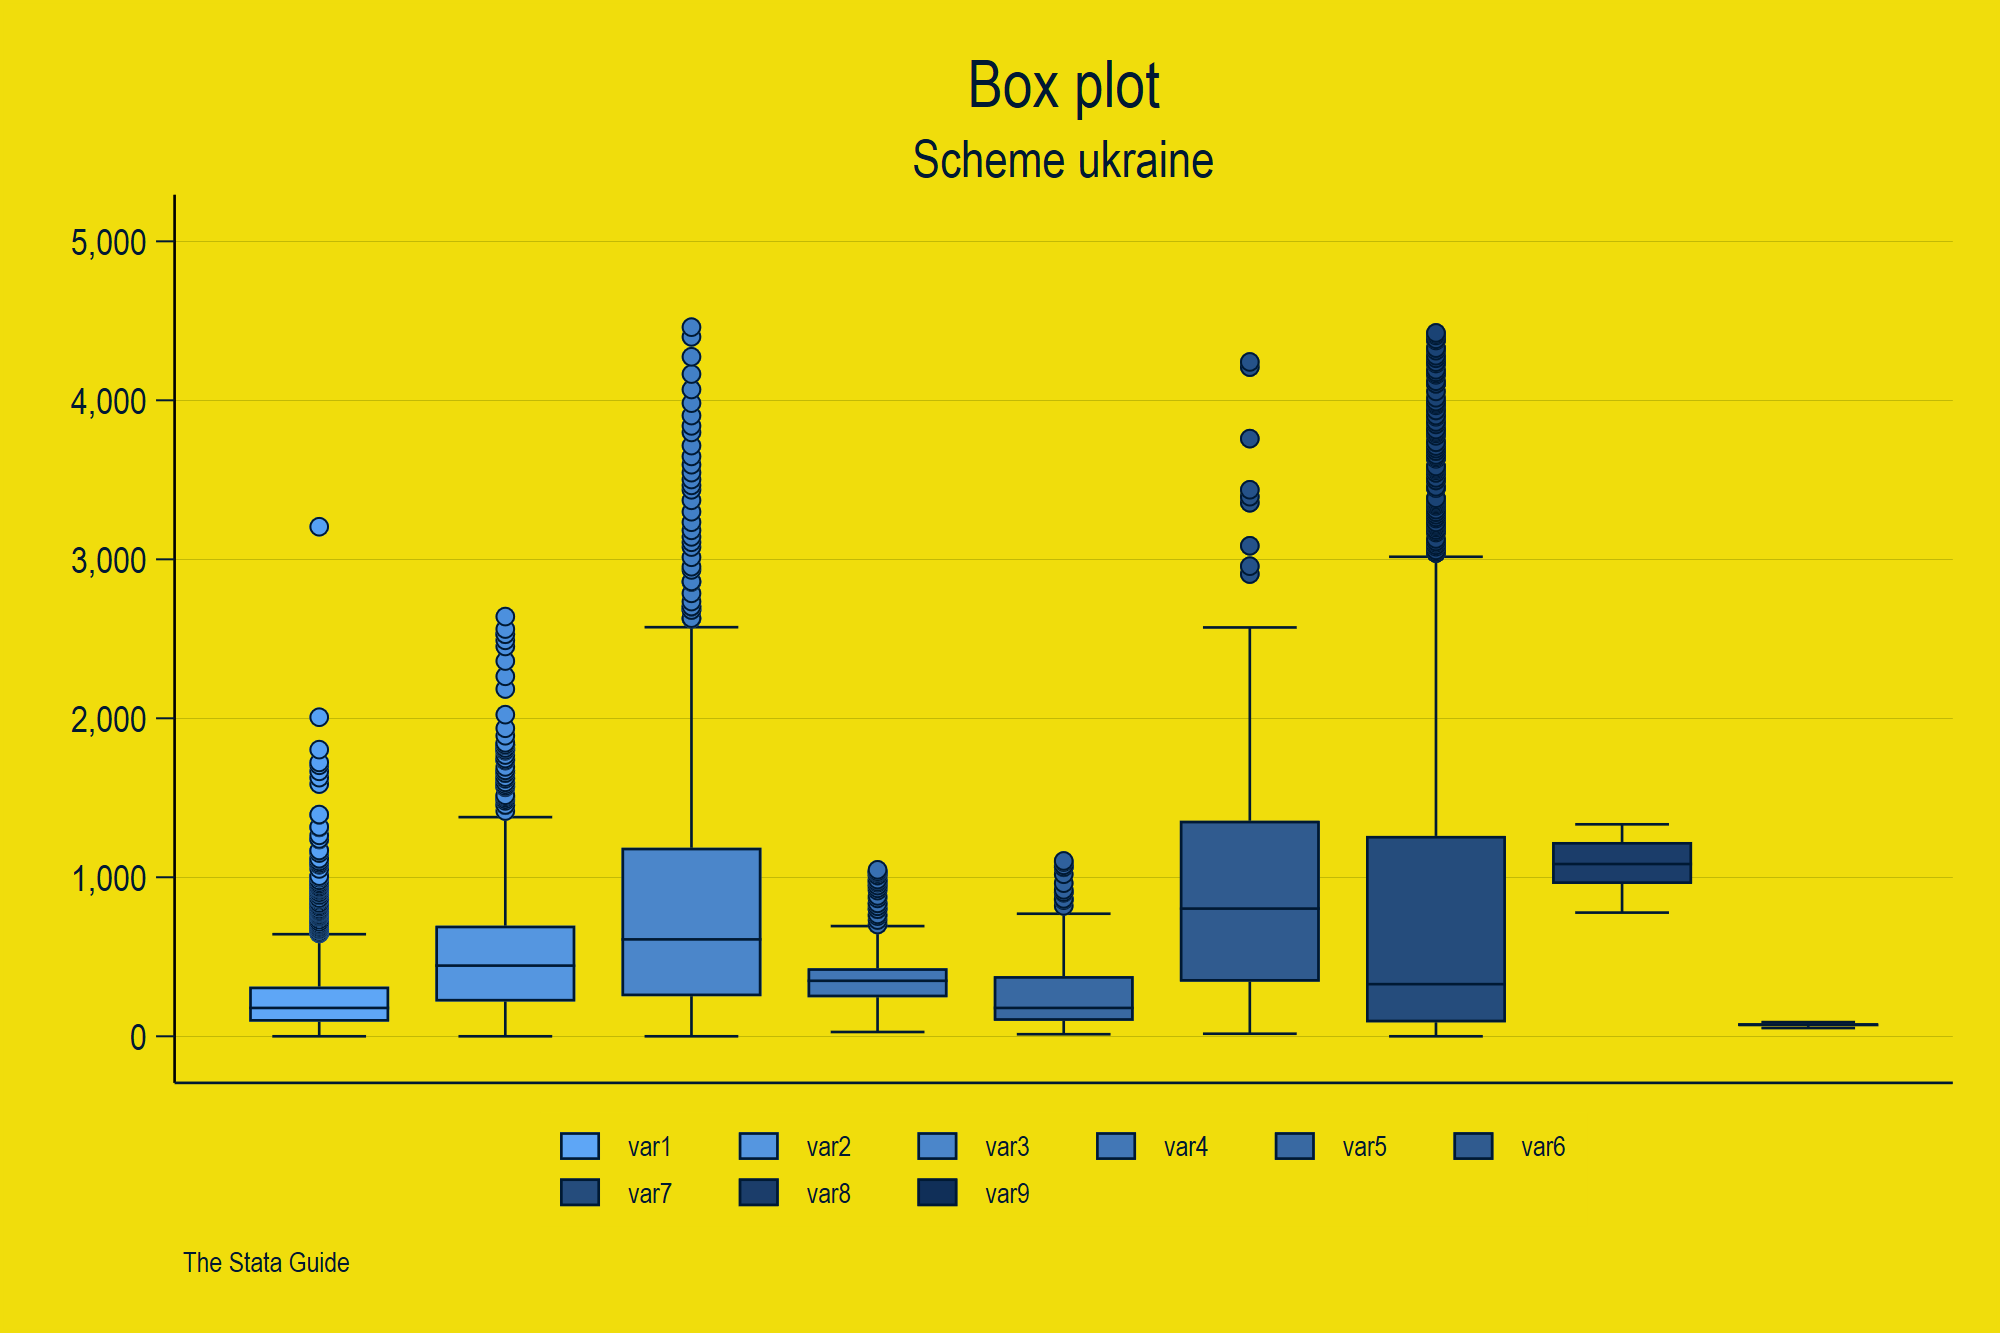 Box plot
Scheme ukraine
5,000
4,000
3,000
2,000
1,000
0
var1 var2 var3 var4 var5 var6
var7 var8 var9
The Stata Guide